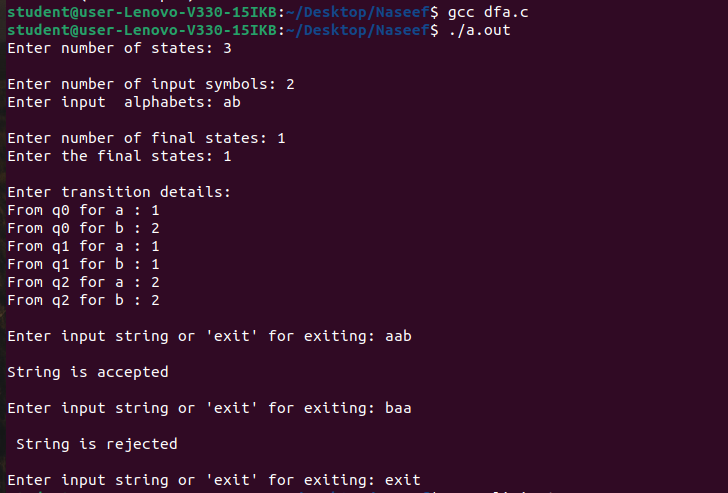 student@user-Lenovo-V330-15IKB:~/Desktop/Naseef$ gcc dfa.c
student@user-Lenovo-V330-15IKB:~/Desktop/Naseef$ ./a.out
Enter number of states: 3
Enter number of input symbols: 2
Enter input  alphabets: ab
Enter number of final states: 1
Enter the final states: 1
Enter transition details:
From q0 for a : 1
From q0 for b : 2
From q1 for a : 1
From q1 for b : 1
From q2 for a : 2
From q2 for b : 2
Enter input string or 'exit' for exiting: aab
String is accepted
Enter input string or 'exit' for exiting: baa
 String is rejected
Enter input string or 'exit' for exiting: exit